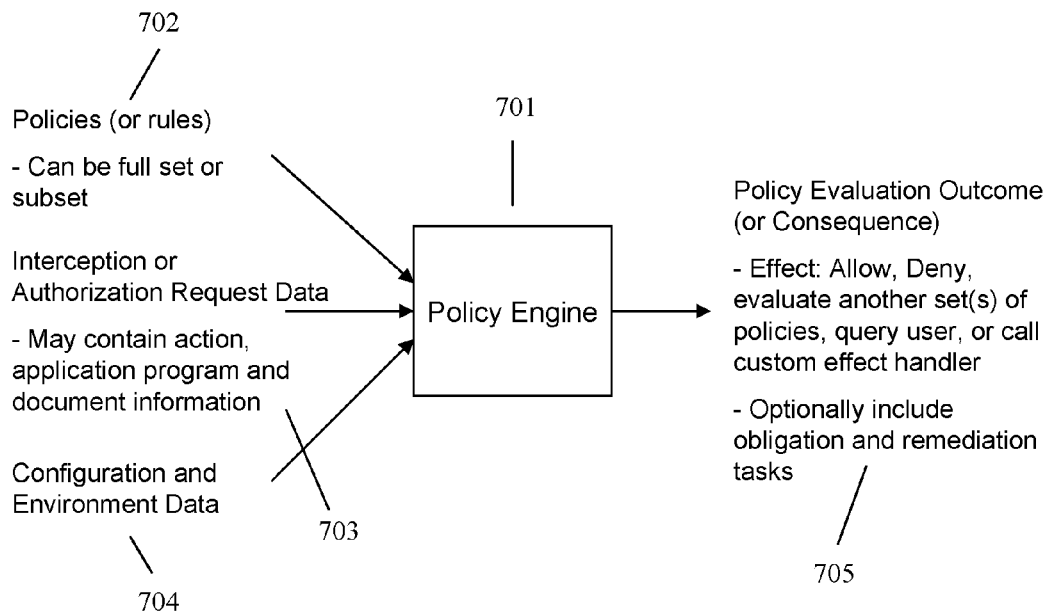 702
Policies (or rules)
- Can be full set or
subset
Interception or
Authorization Request Data
- May contain action,
application program and
document information
703
Configuration and
Environment Data
704
701
Policy Engine
Policy Evaluation Outcome
(or Consequence)
- Effect: Allow, Deny,
evaluate another set(s) of
policies, query user, or call
custom effect handler
- Optionally include
obligation and remediation
tasks
705